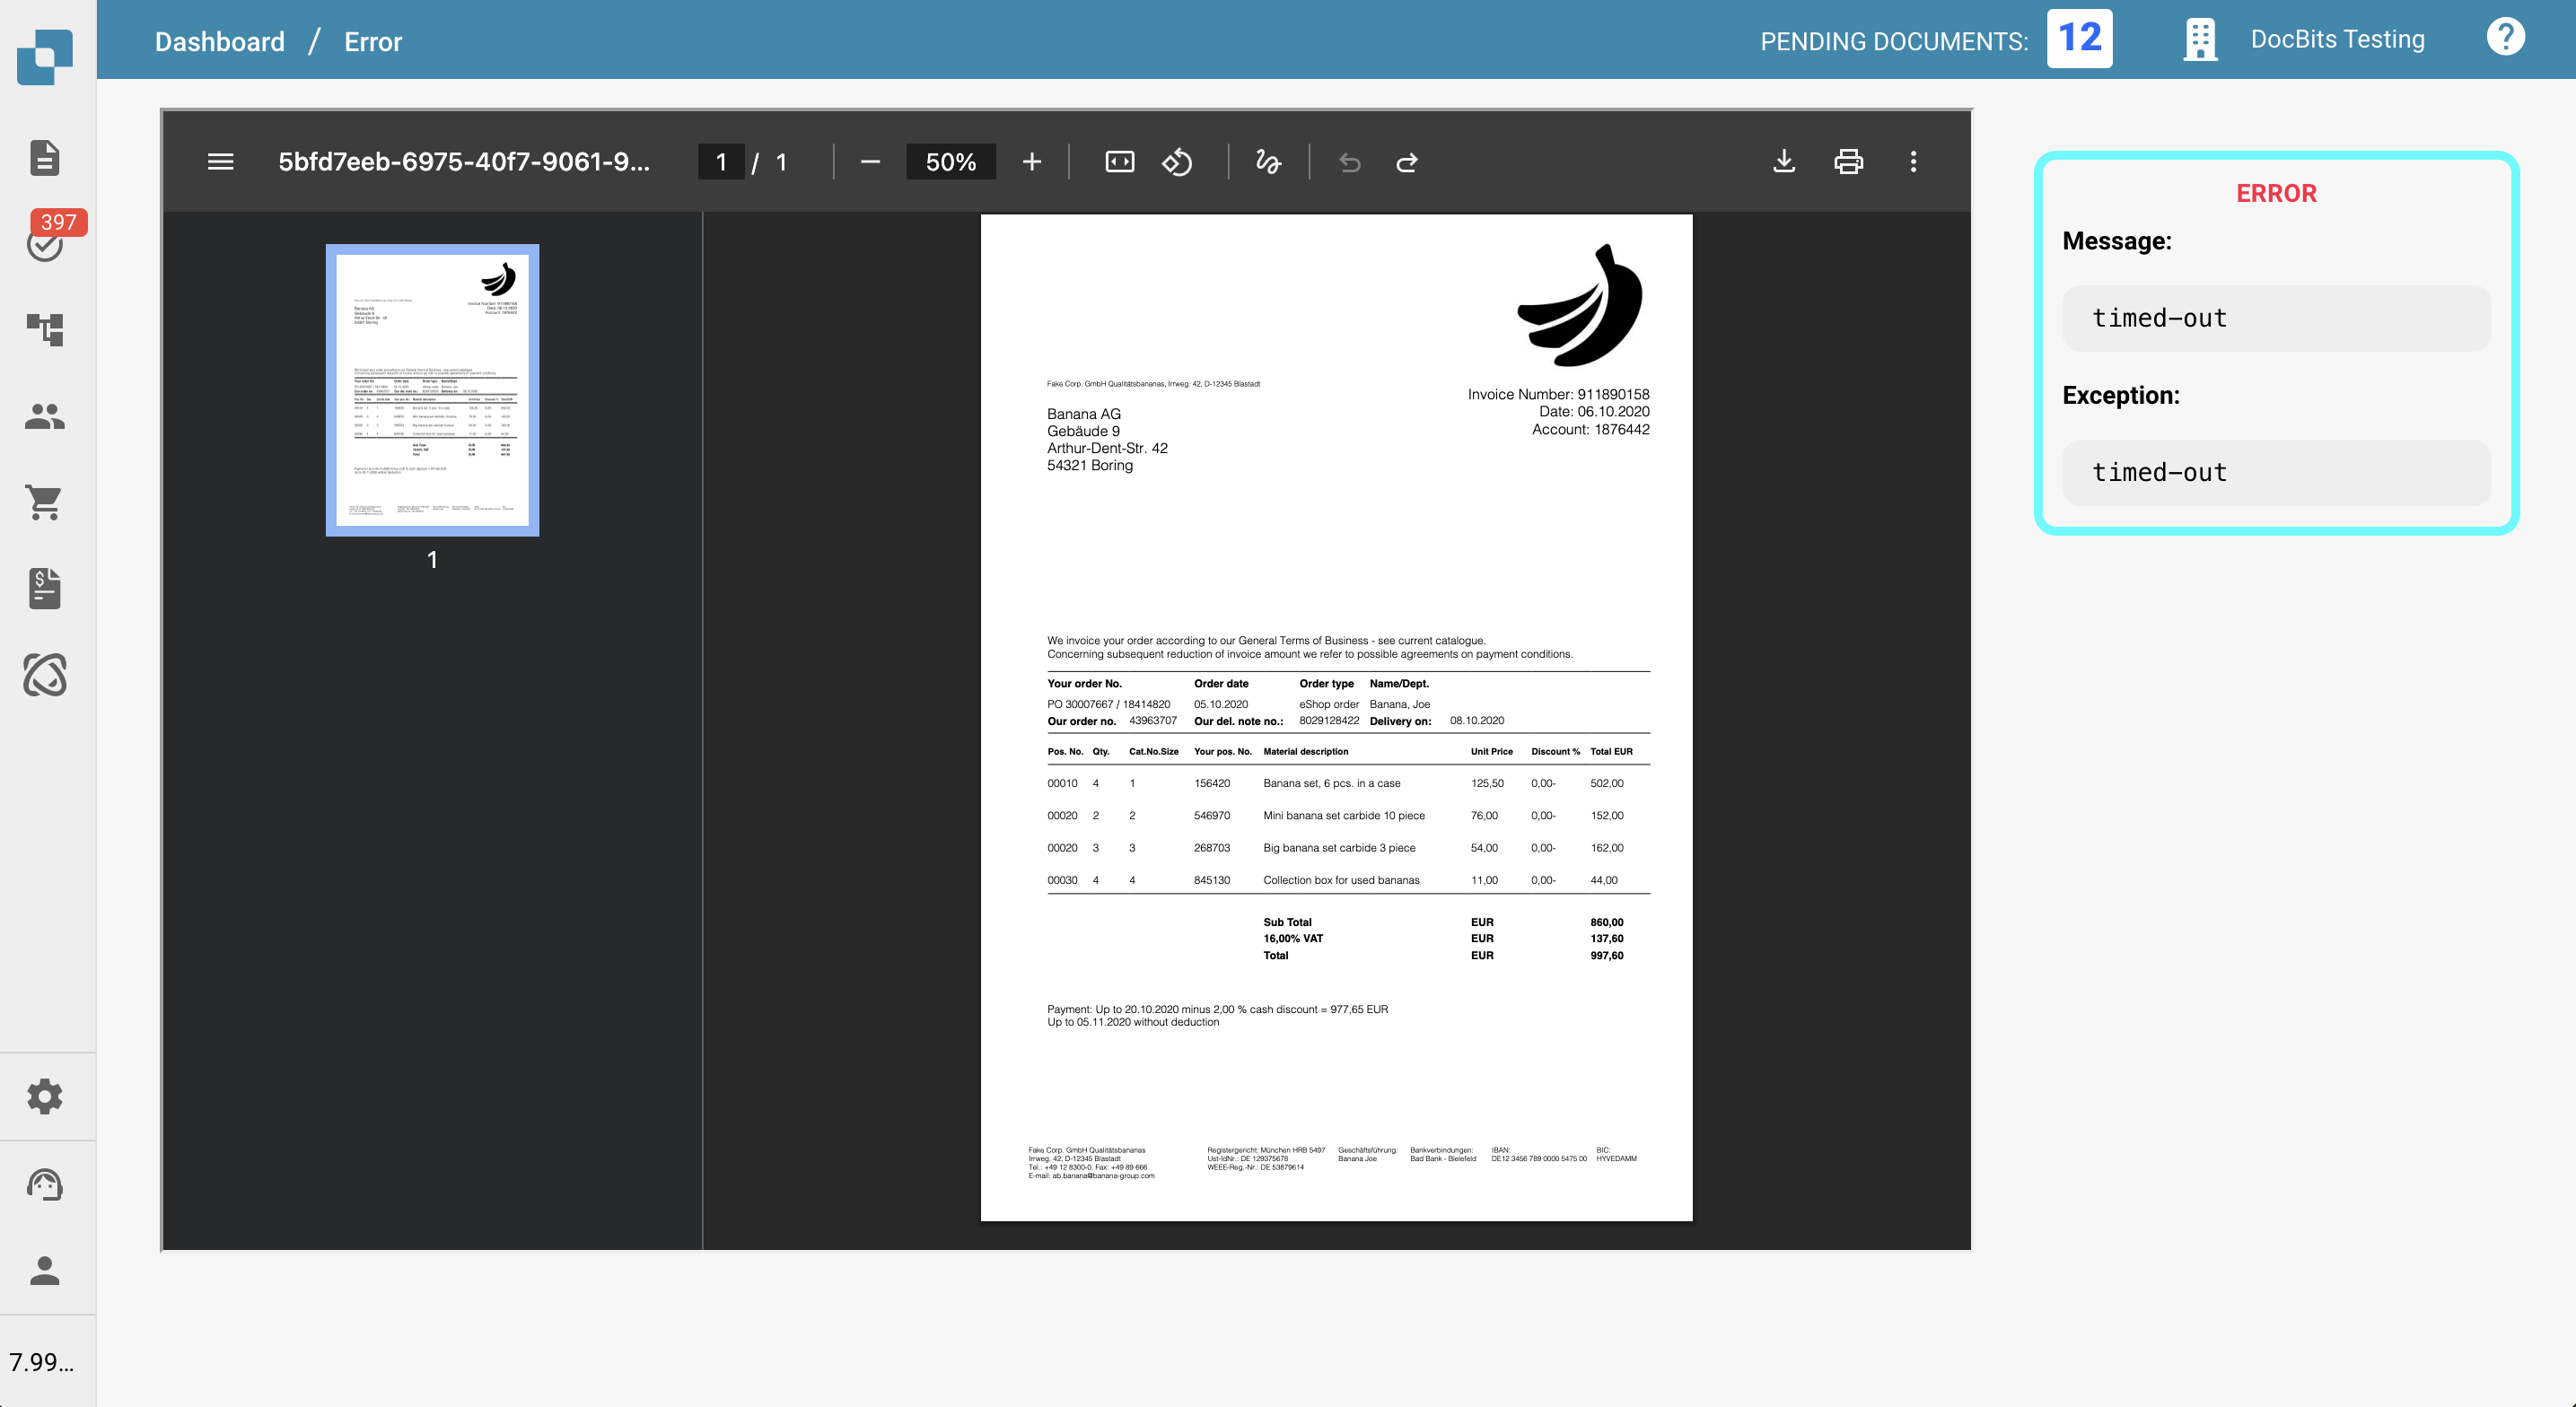 Dashboard / Error
PENDING DOCUMENTS: 12
DocBits Testing
?
397
7.99...
5bfd7eeb-6975-40f7-9061-9...
1 / 1
50%
1
Fake Corp. GmbH Qualitätsbananas, Irrweg. 42, D-12345 Blastadt
Banana AG
Gebäude 9
Arthur-Dent-Str. 42
54321 Boring
Invoice Number: 911890158
Date: 06.10.2020
Account: 1876442
We invoice your order according to our General Terms of Business - see current catalogue.
Concerning subsequent reduction of invoice amount we refer to possible agreements on payment conditions.
Your order No. Order date Order type Name/Dept.
PO 30007667 / 18414820 05.10.2020 eShop order Banana, Joe
Our order no. 43963707 Our del. note no.: 8029128422 Delivery on: 08.10.2020
Pos. No. Qty. Cat.No.Size Your pos. No. Material description Unit Price Discount % Total EUR
00010 4 1 156420 Banana set, 6 pcs. in a case 125,50 0,00- 502,00
00020 2 2 546970 Mini banana set carbide 10 piece 76,00 0,00- 152,00
00020 3 3 268703 Big banana set carbide 3 piece 54,00 0,00- 162,00
00030 4 4 845130 Collection box for used bananas 11,00 0,00- 44,00
Sub Total EUR 860,00
16,00% VAT EUR 137,60
Total EUR 997,60
Payment: Up to 20.10.2020 minus 2,00 % cash discount = 977,65 EUR
Up to 05.11.2020 without deduction
Fake Corp. GmbH Qualitätsbananas
Irrweg. 42, D-12345 Blastadt
Tel.: +49 12 8300-0, Fax: +49 89 666
E-mail: ab.banana@banana-group.com
Registergericht: München HRB 5497
Ust-IdNr.: DE 129375678
WEEE-Reg.-Nr.: DE 53879614
Geschäftsführung:
Banana Joe
Bankverbindungen:
Bad Bank - Bielefeld
IBAN:
DE12 3456 789 0000 5475 00
BIC:
HYVEDAMM
ERROR
Message:
timed-out
Exception:
timed-out